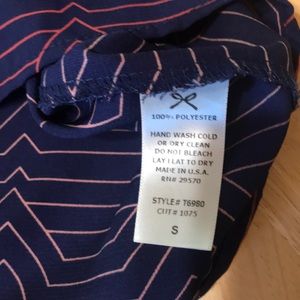 100% POLYESTER
HAND WASH COLD
OR DRY CLEAN
DO NOT BLEACH
LAY FLAT TO DRY
MADE IN U.S.A.
RN# 29570
STYLE# T6980
CUT# 1075
S